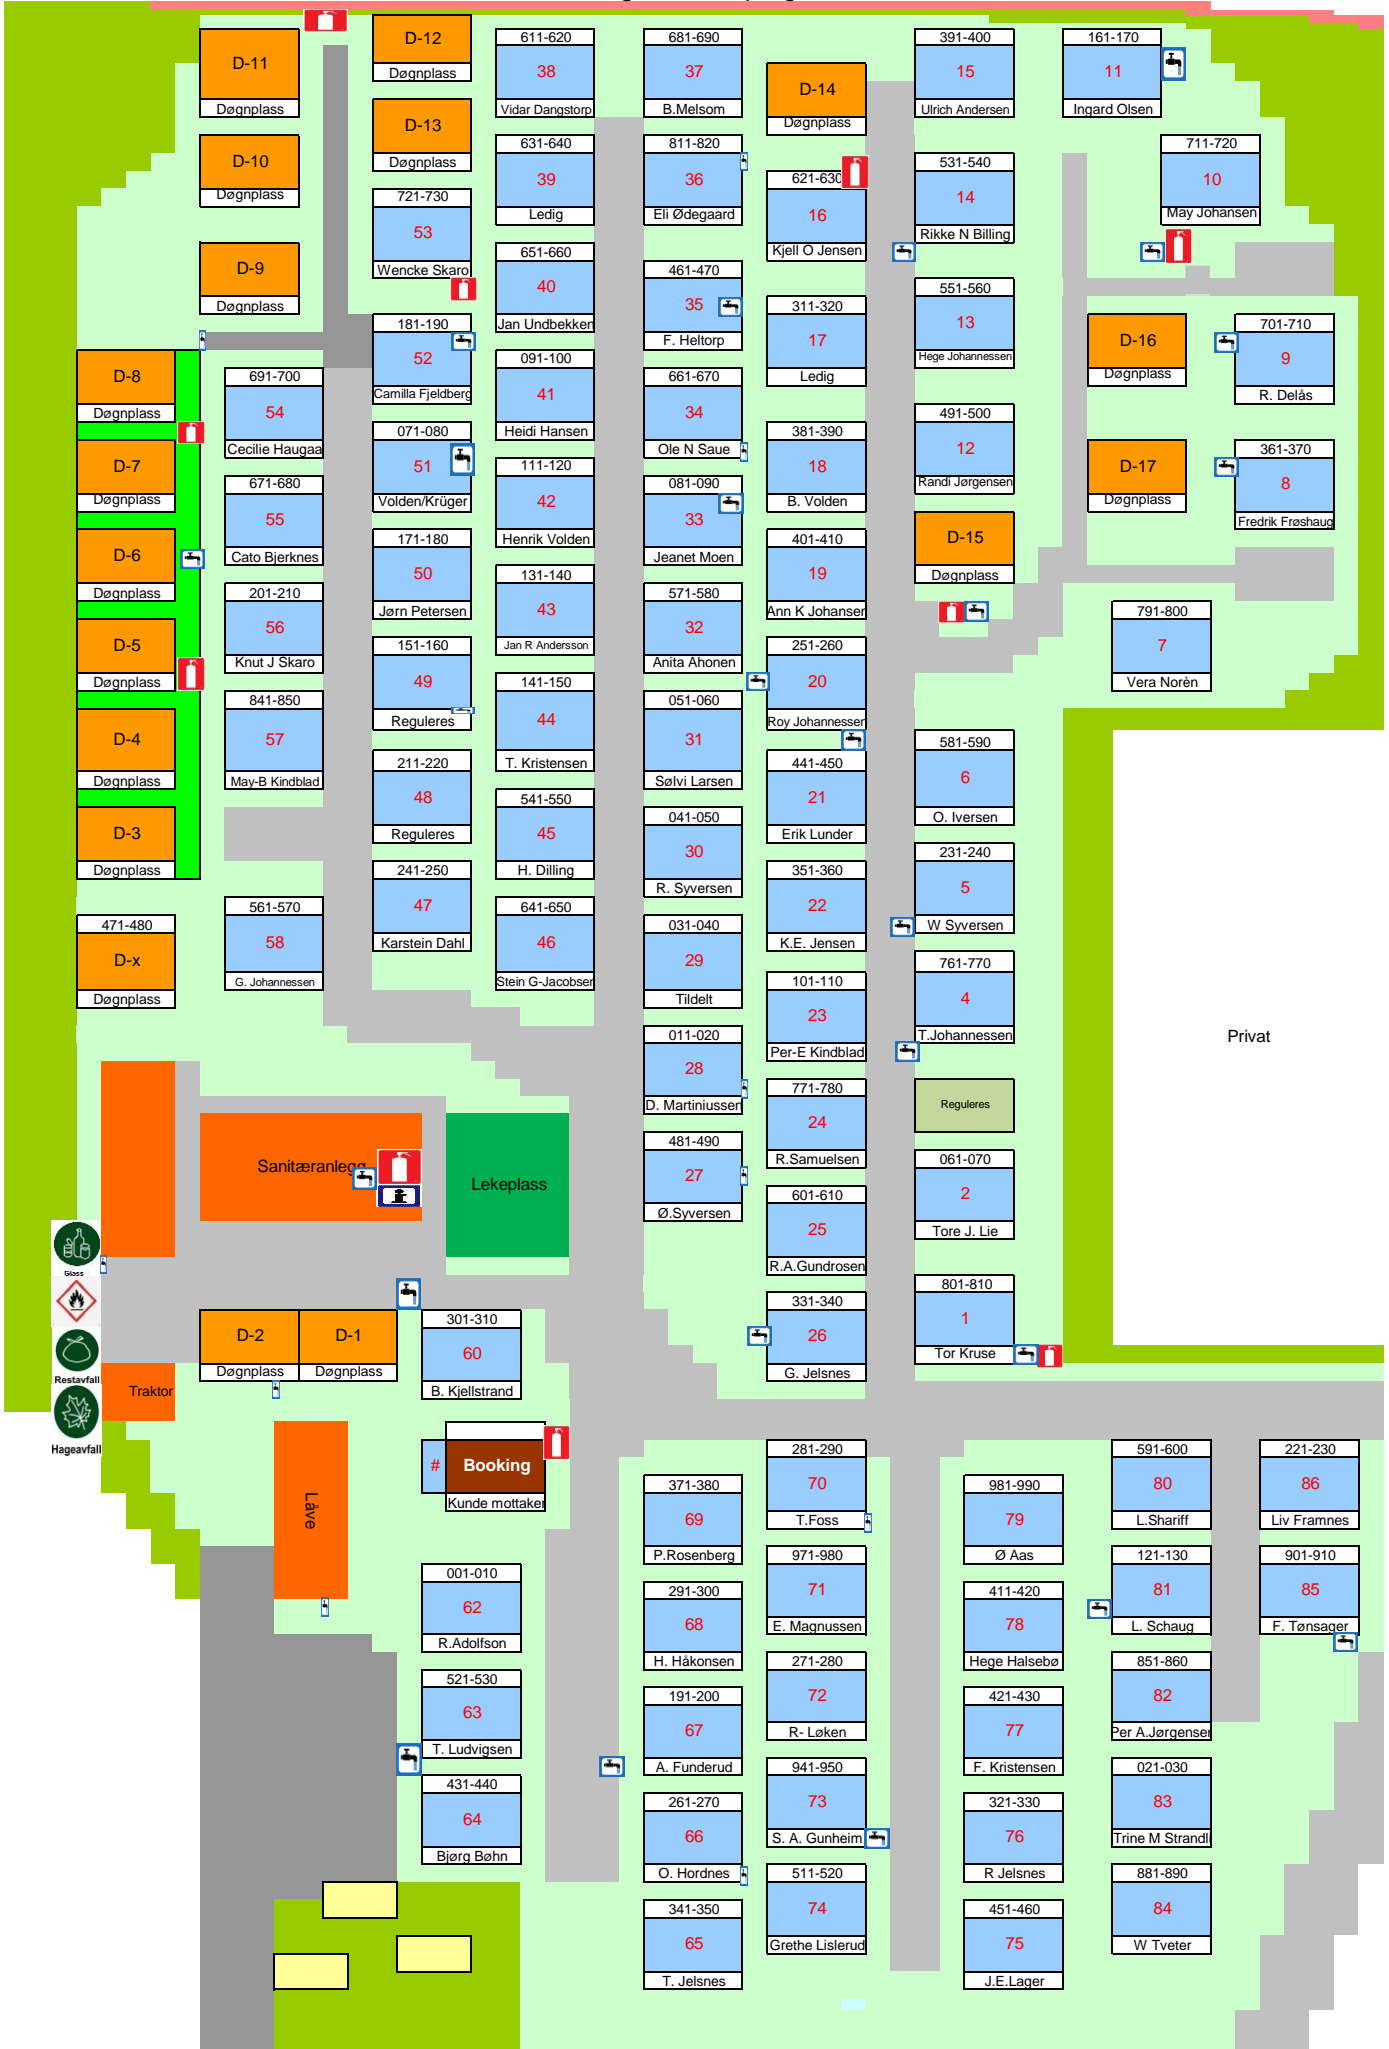 D-11
Døgnplass
D-10
Døgnplass
D-9
Døgnplass
D-8
Døgnplass
D-7
Døgnplass
D-6
Døgnplass
D-5
Døgnplass
D-4
Døgnplass
D-3
Døgnplass
471-480
D-x
Døgnplass
691-700
54
Cecilie Haugaa
671-680
55
Cato Bjerknes
201-210
56
Knut J Skaro
841-850
57
May-B Kindblad
561-570
58
G. Johannessen
D-12
Døgnplass
D-13
Døgnplass
721-730
53
Wencke Skaro
181-190
52
Camilla Fjeldberg
071-080
51
Volden/Krüger
171-180
50
Jørn Petersen
151-160
49
Reguleres
211-220
48
Reguleres
241-250
47
Karstein Dahl
611-620
38
Vidar Dangstorp
631-640
39
Ledig
651-660
40
Jan Undbekken
091-100
41
Heidi Hansen
111-120
42
Henrik Volden
131-140
43
Jan R Andersson
141-150
44
T. Kristensen
541-550
45
H. Dilling
641-650
46
Stein G-Jacobsen
681-690
37
B.Melsom
811-820
36
Eli Ødegaard
461-470
35
F. Heltorp
661-670
34
Ole N Saue
081-090
33
Jeanet Moen
571-580
32
Anita Ahonen
051-060
31
Sølvi Larsen
041-050
30
R. Syversen
031-040
29
Tildelt
011-020
28
D. Martiniussen
481-490
27
Ø.Syversen
D-14
Døgnplass
621-630
16
Kjell O Jensen
311-320
17
Ledig
381-390
18
B. Volden
401-410
19
Ann K Johansen
251-260
20
Roy Johannessen
441-450
21
Erik Lunder
351-360
22
K.E. Jensen
101-110
23
Per-E Kindblad
771-780
24
R.Samuelsen
601-610
25
R.A.Gundrosen
331-340
26
G. Jelsnes
391-400
15
Ulrich Andersen
531-540
14
Rikke N Billing
551-560
13
Hege Johannessen
491-500
12
Randi Jørgensen
D-15
Døgnplass
581-590
6
O. Iversen
231-240
5
W Syversen
761-770
4
T.Johannessen
Reguleres
061-070
2
Tore J. Lie
801-810
1
Tor Kruse
161-170
11
Ingard Olsen
711-720
10
May Johansen
D-16
Døgnplass
701-710
9
R. Delås
D-17
Døgnplass
361-370
8
Fredrik Frøshaug
791-800
7
Vera Norèn
Privat
Sanitæranlegg
Lekeplass
Glass
Restavfall
Hageavfall
Traktor
D-2
Døgnplass
D-1
Døgnplass
301-310
60
B. Kjellstrand
#
Booking
Kunde mottaker
Låve
001-010
62
R.Adolfson
521-530
63
T. Ludvigsen
431-440
64
Bjørg Bøhn
371-380
69
P.Rosenberg
291-300
68
H. Håkonsen
191-200
67
A. Funderud
261-270
66
O. Hordnes
341-350
65
T. Jelsnes
281-290
70
T.Foss
971-980
71
E. Magnussen
271-280
72
R- Løken
941-950
73
S. A. Gunheim
511-520
74
Grethe Lislerud
981-990
79
Ø Aas
411-420
78
Hege Halsebø
421-430
77
F. Kristensen
321-330
76
R Jelsnes
451-460
75
J.E.Lager
591-600
80
L.Shariff
121-130
81
L. Schaug
851-860
82
Per A.Jørgensen
021-030
83
Trine M Strandli
881-890
84
W Tveter
221-230
86
Liv Framnes
901-910
85
F. Tønsager